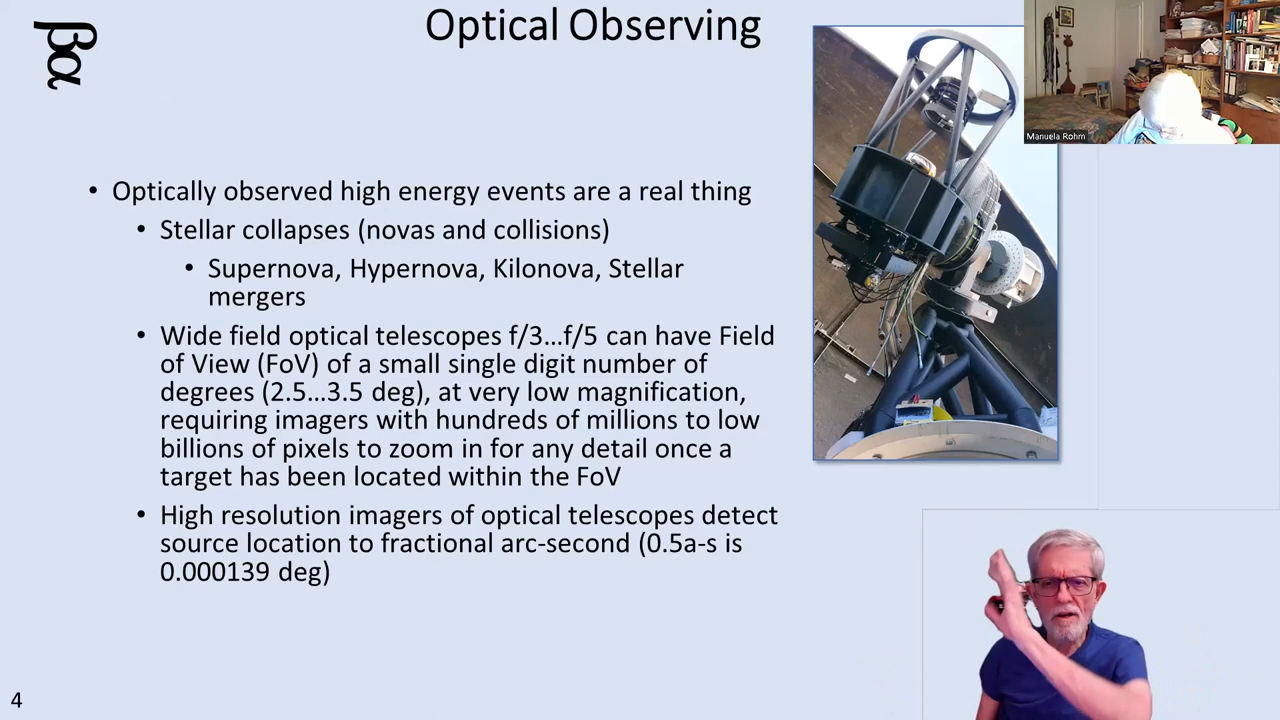 βα
Optical Observing
Manuela Rohm
• Optically observed high energy events are a real thing
• Stellar collapses (novas and collisions)
• Supernova, Hypernova, Kilonova, Stellar
mergers
• Wide field optical telescopes f/3…f/5 can have Field
of View (FoV) of a small single digit number of
degrees (2.5…3.5 deg), at very low magnification,
requiring imagers with hundreds of millions to low
billions of pixels to zoom in for any detail once a
target has been located within the FoV
• High resolution imagers of optical telescopes detect
source location to fractional arc-second (0.5a-s is
0.000139 deg)
4